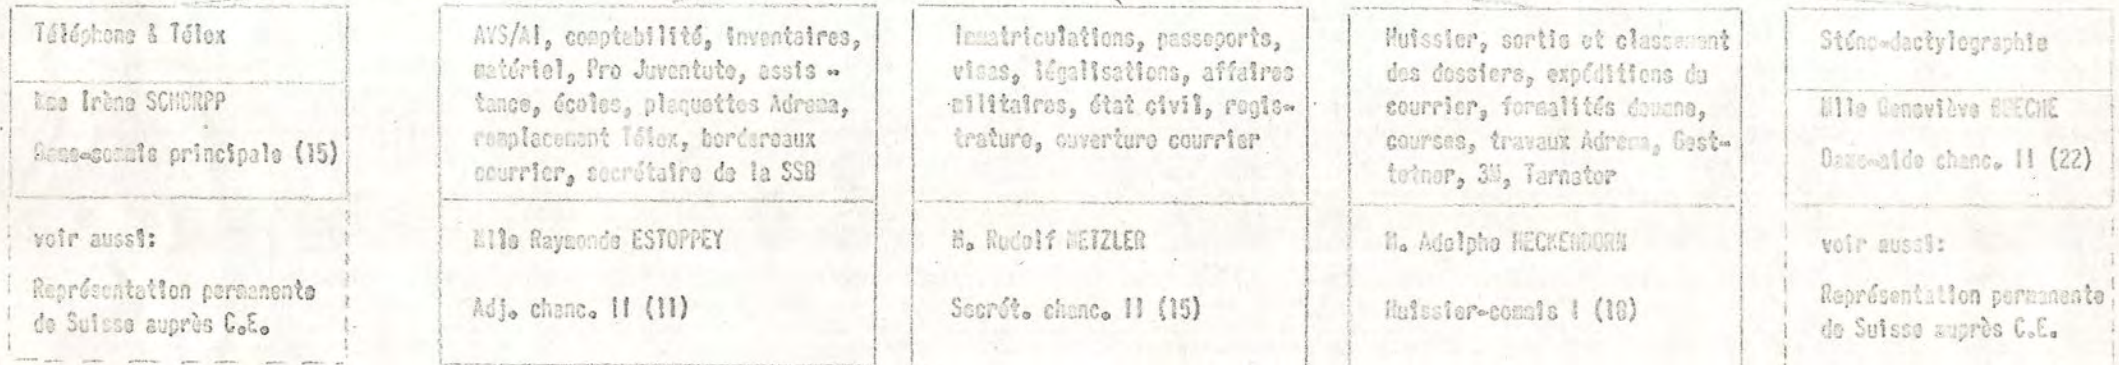 Téléphone & Télex
Mme Irène SCHORPP
Dame-commis principale (15)
voir aussi:
Représentation permanente
de Suisse auprès C.E.
AVS/AI, comptabilité, inventaires,
matériel, Pro Juventute, assis -
tance, écoles, plaquettes Adrema,
remplacement Télex, bordereaux
courrier, secrétaire de la SSB
Mlle Raymonde ESTOPPEY
Adj. chanc. II (11)
Immatriculations, passeports,
visas, légalisations, affaires
militaires, état civil, regis-
trature, ouverture courrier
M. Rudolf METZLER
Secrét. chanc. II (15)
Huissier, sortie et classement
des dossiers, expéditions du
courrier, formalités douane,
courses, travaux Adrema, Gest-
tetner, 3M, Tarnator
M. Adolphe HECKENDORN
Huissier-commis I (18)
Sténo-dactylographie
Mlle Geneviève
Dame-aide chanc. II (22)
voir aussi:
Représentation permanente
de Suisse auprès C.E.